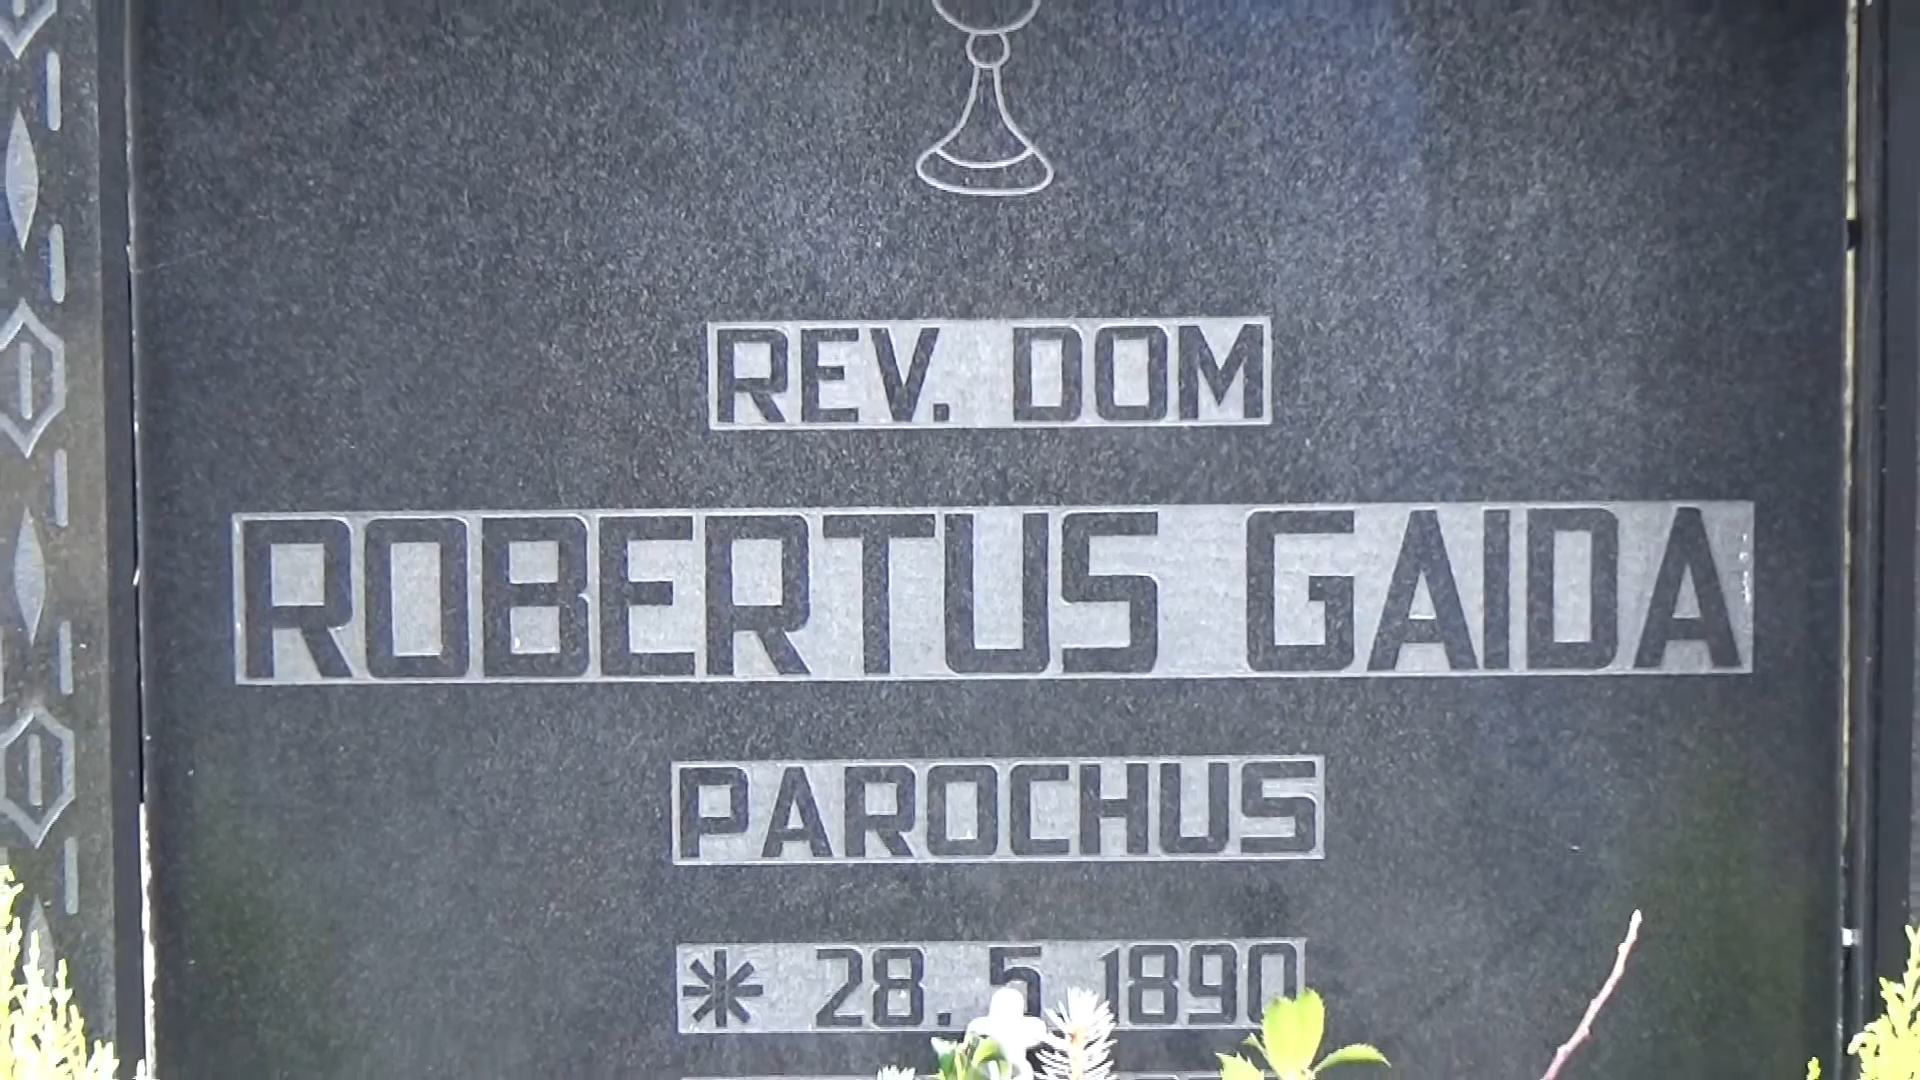 REV. DOM
ROBERTUS GAIDA
PAROCHUS
* 28. 5. 1890